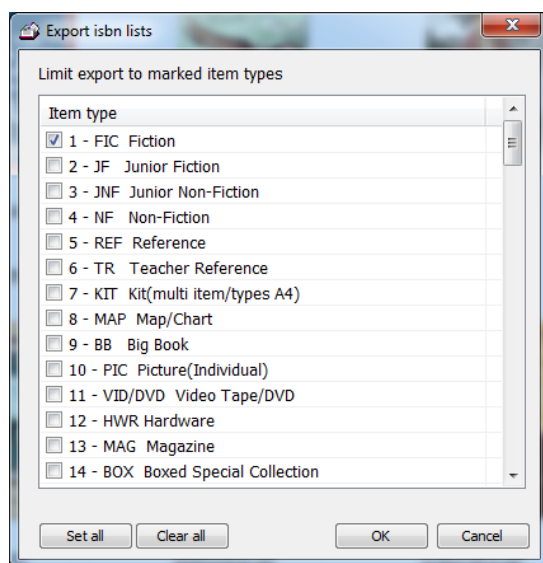 Export isbn lists
Limit export to marked item types
Item type
1 - FIC Fiction
2 - JF Junior Fiction
3 - JNF Junior Non-Fiction
4 - NF Non-Fiction
5 - REF Reference
6 - TR Teacher Reference
7 - KIT Kit(multi item/types A4)
8 - MAP Map/Chart
9 - BB Big Book
10 - PIC Picture(Individual)
11 - VID/DVD Video Tape/DVD
12 - HWR Hardware
13 - MAG Magazine
14 - BOX Boxed Special Collection
Set all Clear all OK Cancel